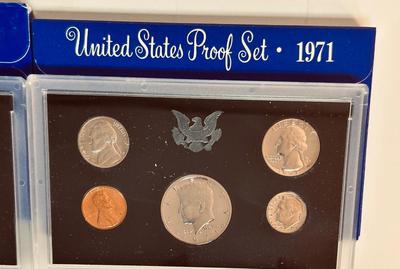 United States Proof Set · 1971